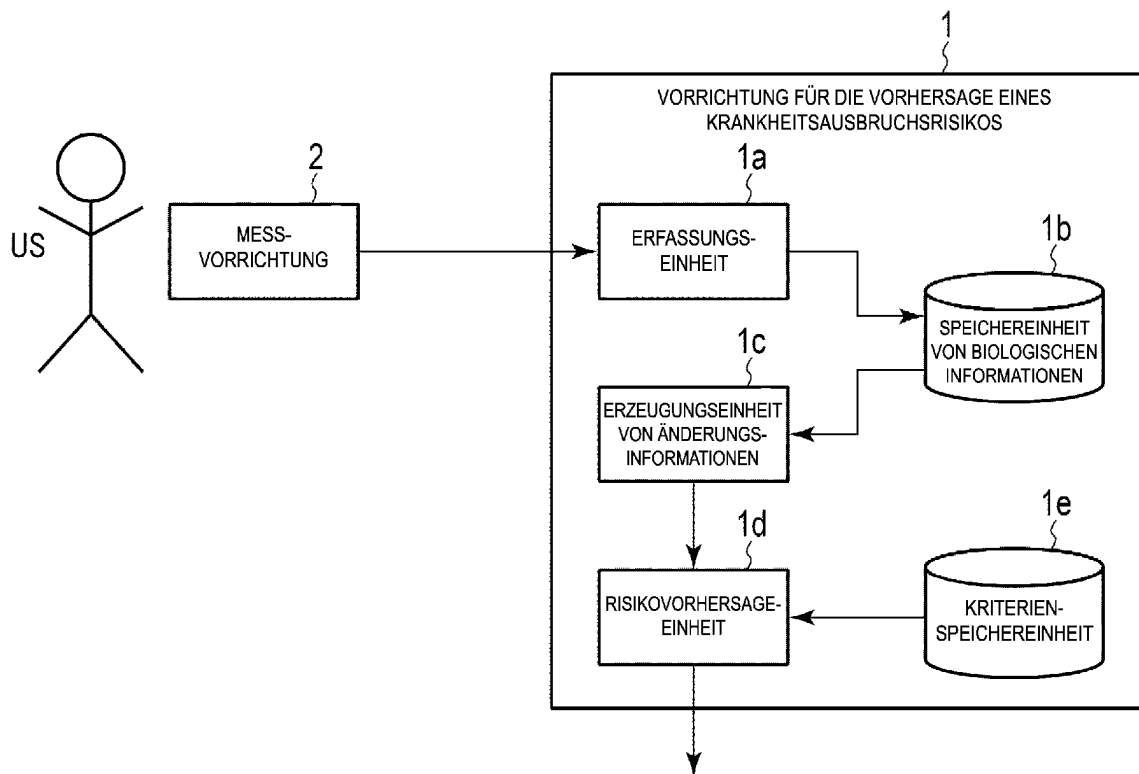 1
VORRICHTUNG FÜR DIE VORHERSAGE EINES
KRANKHEITSAUSBRUCHSRISIKOS
US
2
MESS-
VORRICHTUNG
1a
ERFASSUNGS-
EINHEIT
1b
SPEICHEREINHEIT
VON BIOLOGISCHEN
INFORMATIONEN
1c
ERZEUGUNGSEINHEIT
VON ÄNDERUNGS-
INFORMATIONEN
1d
RISIKOVORHERSAGE-
EINHEIT
1e
KRITERIEN-
SPEICHEREINHEIT